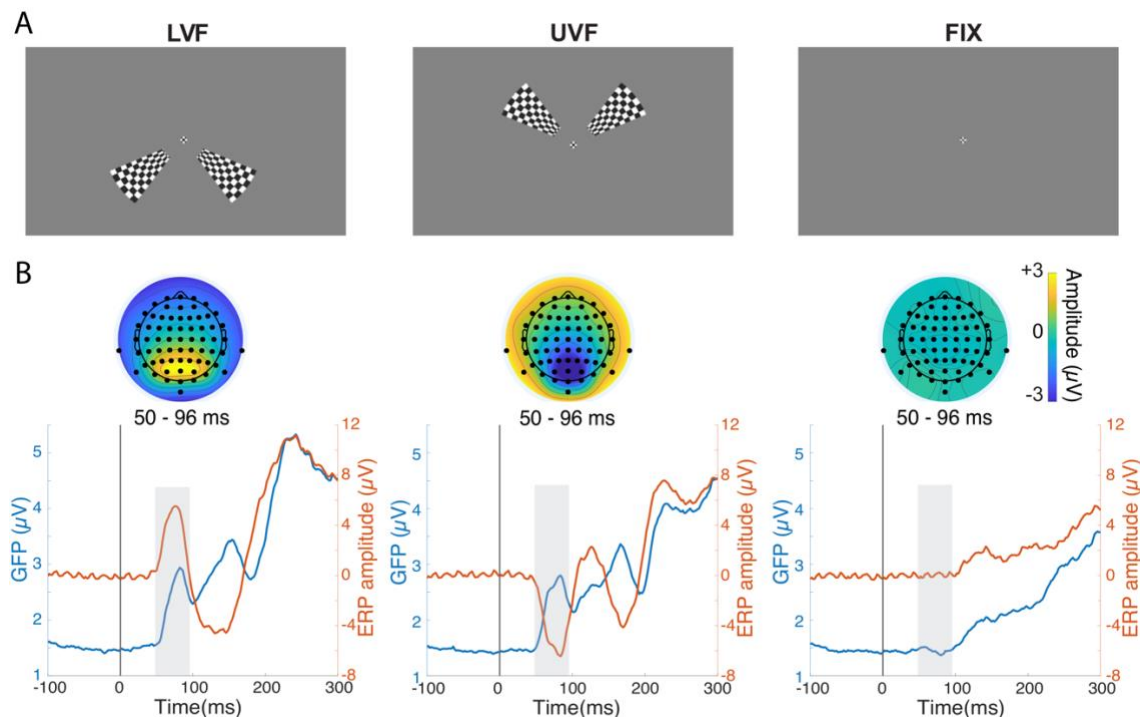 A
LVF UVF FIX
B
+3
0
-3
Amplitude (µV)
50 - 96 ms 50 - 96 ms 50 - 96 ms
5
4
3
2
1
GFP (µV)
12
8
4
0
-4
-8
ERP amplitude (µV)
-100 0 100 200 300
Time(ms)
5
4
3
2
1
GFP (µV)
12
8
4
0
-4
-8
ERP amplitude (µV)
-100 0 100 200 300
Time(ms)
5
4
3
2
1
GFP (µV)
12
8
4
0
-4
-8
ERP amplitude (µV)
-100 0 100 200 300
Time(ms)